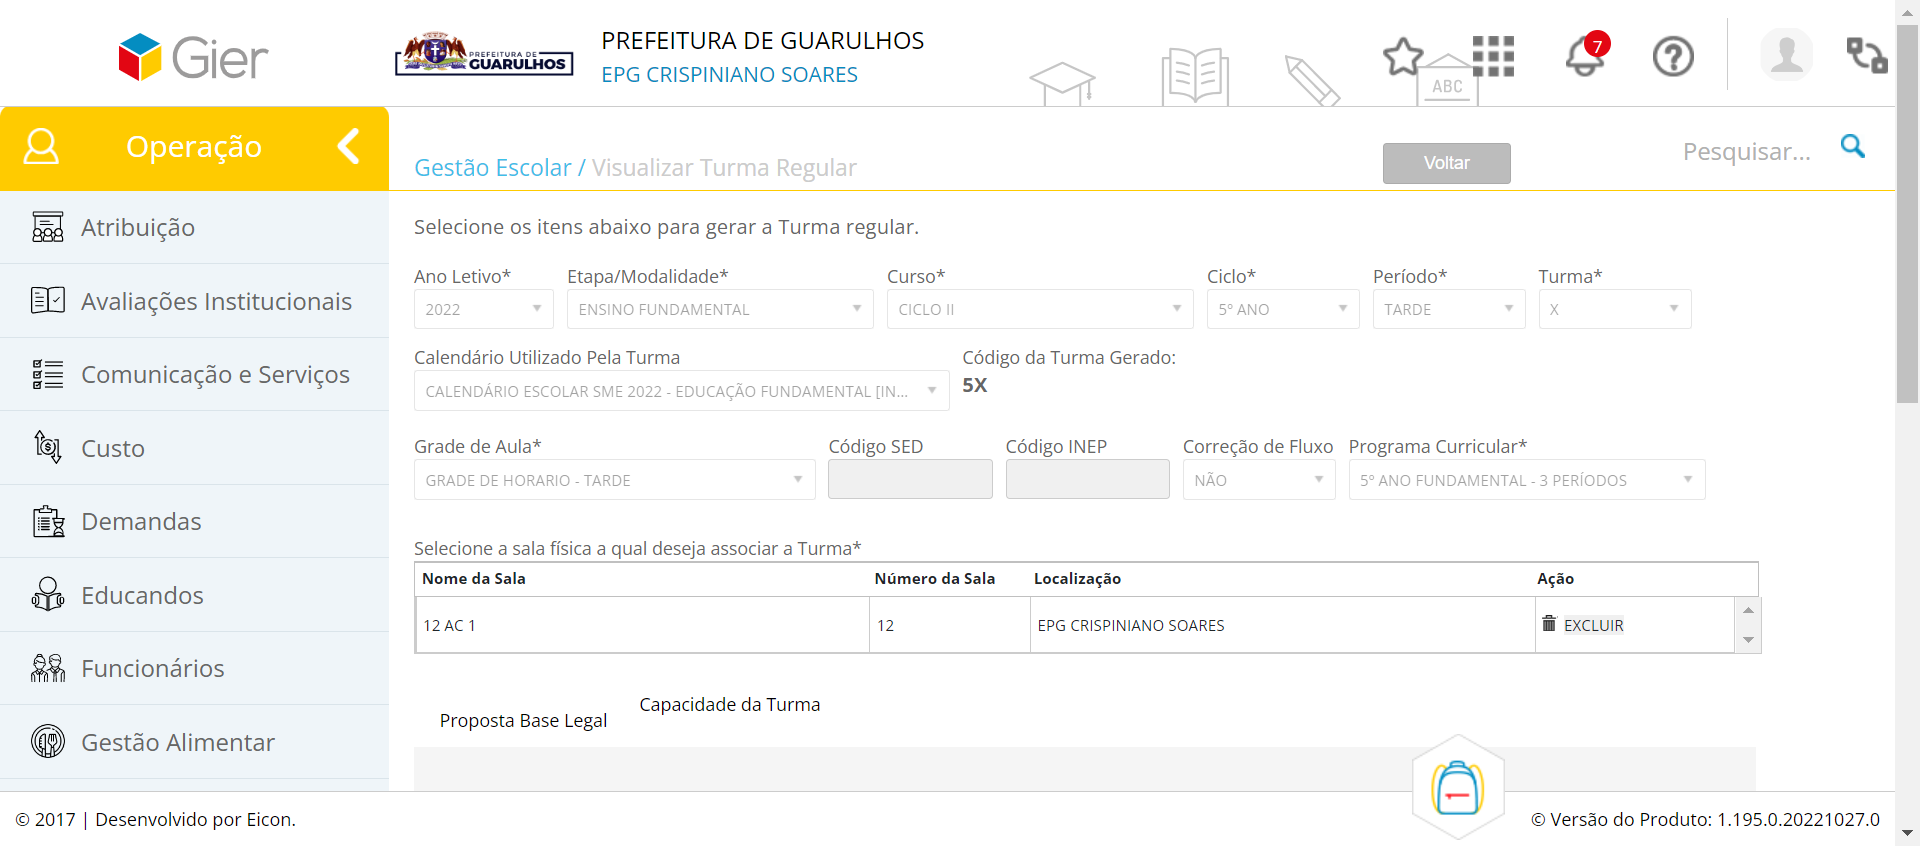 Gier
PREFEITURA DE
GUARULHOS
PREFEITURA DE GUARULHOS
EPG CRISPINIANO SOARES
ABC
7
Operação
Gestão Escolar / Visualizar Turma Regular
Voltar
Pesquisar...
Atribuição
Avaliações Institucionais
Comunicação e Serviços
Custo
Demandas
Educandos
Funcionários
Gestão Alimentar
Selecione os itens abaixo para gerar a Turma regular.
Ano Letivo* Etapa/Modalidade* Curso* Ciclo* Período* Turma*
2022 ENSINO FUNDAMENTAL CICLO II 5º ANO TARDE X
Calendário Utilizado Pela Turma Código da Turma Gerado:
CALENDÁRIO ESCOLAR SME 2022 - EDUCAÇÃO FUNDAMENTAL [IN... 5X
Grade de Aula* Código SED Código INEP Correção de Fluxo Programa Curricular*
GRADE DE HORARIO - TARDE NÃO 5º ANO FUNDAMENTAL - 3 PERÍODOS
Selecione a sala física a qual deseja associar a Turma*
Nome da Sala Número da Sala Localização Ação
12 AC 1 12 EPG CRISPINIANO SOARES EXCLUIR
Proposta Base Legal Capacidade da Turma
© 2017 | Desenvolvido por Eicon. © Versão do Produto: 1.195.0.20221027.0